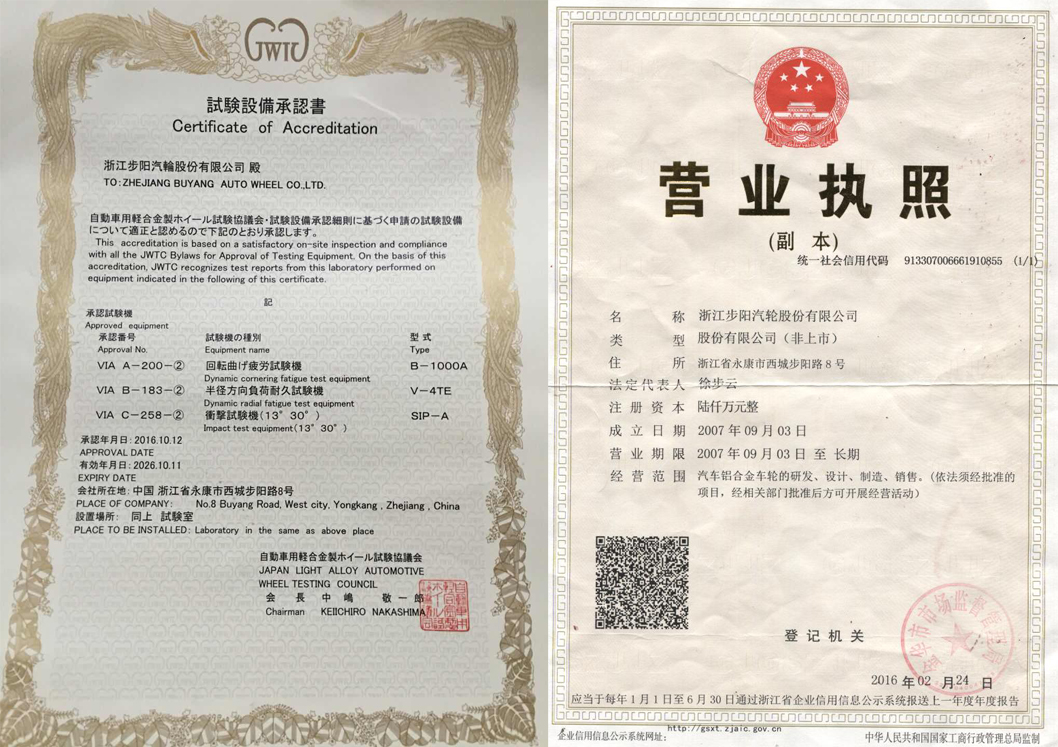 JWTC
試験設備承認書
Certificate of Accreditation
浙江步阳汽輪股份有限公司 殿
TO:ZHEJIANG BUYANG AUTO WHEEL CO.,LTD.
自動車用軽合金製ホイール試験協議会・試験設備承認細則に基づく申請の試験設備
について適正と認めるので下記のとおり承認します。
This accreditation is based on a satisfactory on-site inspection and compliance
with all the JWTC Bylaws for Approval of Testing Equipment. On the basis of this
accreditation, JWTC recognizes test reports from this laboratory performed on
equipment indicated in the following of this certificate.
記
承認試験機
Approved equipment
承認番号 試験機の種別 型式
Approval No. Equipment name Type
VIA A-200-② 回転曲げ疲労試験機 B-1000A
Dynamic cornering fatigue test equipment
VIA B-183-② 半径方向負荷耐久試験機 V-4TE
Dynamic radial fatigue test equipment
VIA C-258-② 衝撃試験機(13°30°) SIP-A
Impact test equipment(13°30°)
承認年月日:2016.10.12
APPROVAL DATE
有効年月日:2026.10.11
EXPIRY DATE
会社所在地:中国 浙江省永康市西城步阳路8号
PLACE OF COMPANY: No.8 Buyang Road, West city, Yongkang, Zhejiang, China
設置場所: 同上 試験室
PLACE TO BE INSTALLED: Laboratory in the same as above place
自動車用軽合金製ホイール試験協議会
JAPAN LIGHT ALLOY AUTOMOTIVE
WHEEL TESTING COUNCIL
会長 中嶋 敬一郎
Chairman KEIICHIRO NAKASHIMA
营业执照
(副 本)
统一社会信用代码 913307006661910855 (1/1)
名称 浙江步阳汽轮股份有限公司
类型 股份有限公司(非上市)
住所 浙江省永康市西城步阳路8号
法定代表人 徐步云
注册资本 陆仟万元整
成立日期 2007年09月03日
营业期限 2007年09月03日至长期
经营范围 汽车铝合金车轮的研发、设计、制造、销售。(依法须经批准的
项目,经相关部门批准后方可开展经营活动)
登记机关
金华市市场监督管理局
2016年02月24日
应当于每年1月1日至6月30日通过浙江省企业信用信息公示系统报送上一年度年度报告
企业信用信息公示系统网址: http://gsxt.zjaic.gov.cn
中华人民共和国国家工商行政管理总局监制